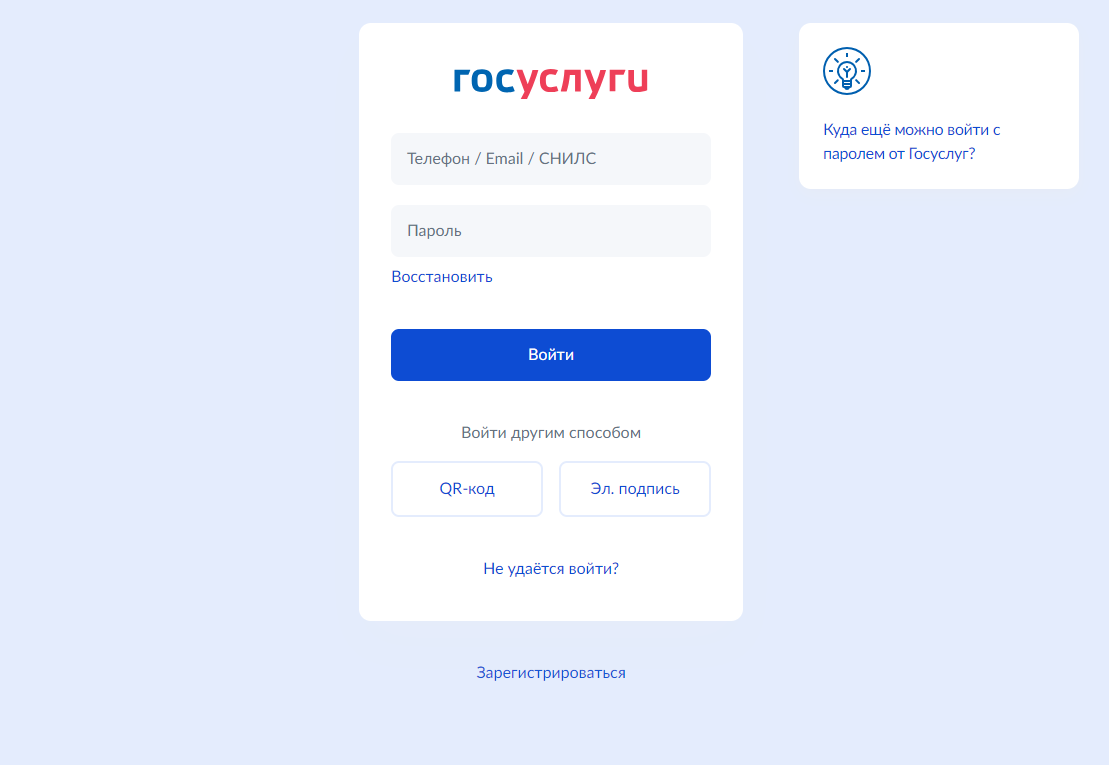 госуслуги
Телефон / Email / СНИЛС
Пароль
Восстановить
Войти
Войти другим способом
QR-код
Эл. подпись
Не удаётся войти?
Зарегистрироваться
Куда ещё можно войти с
паролем от Госуслуг?